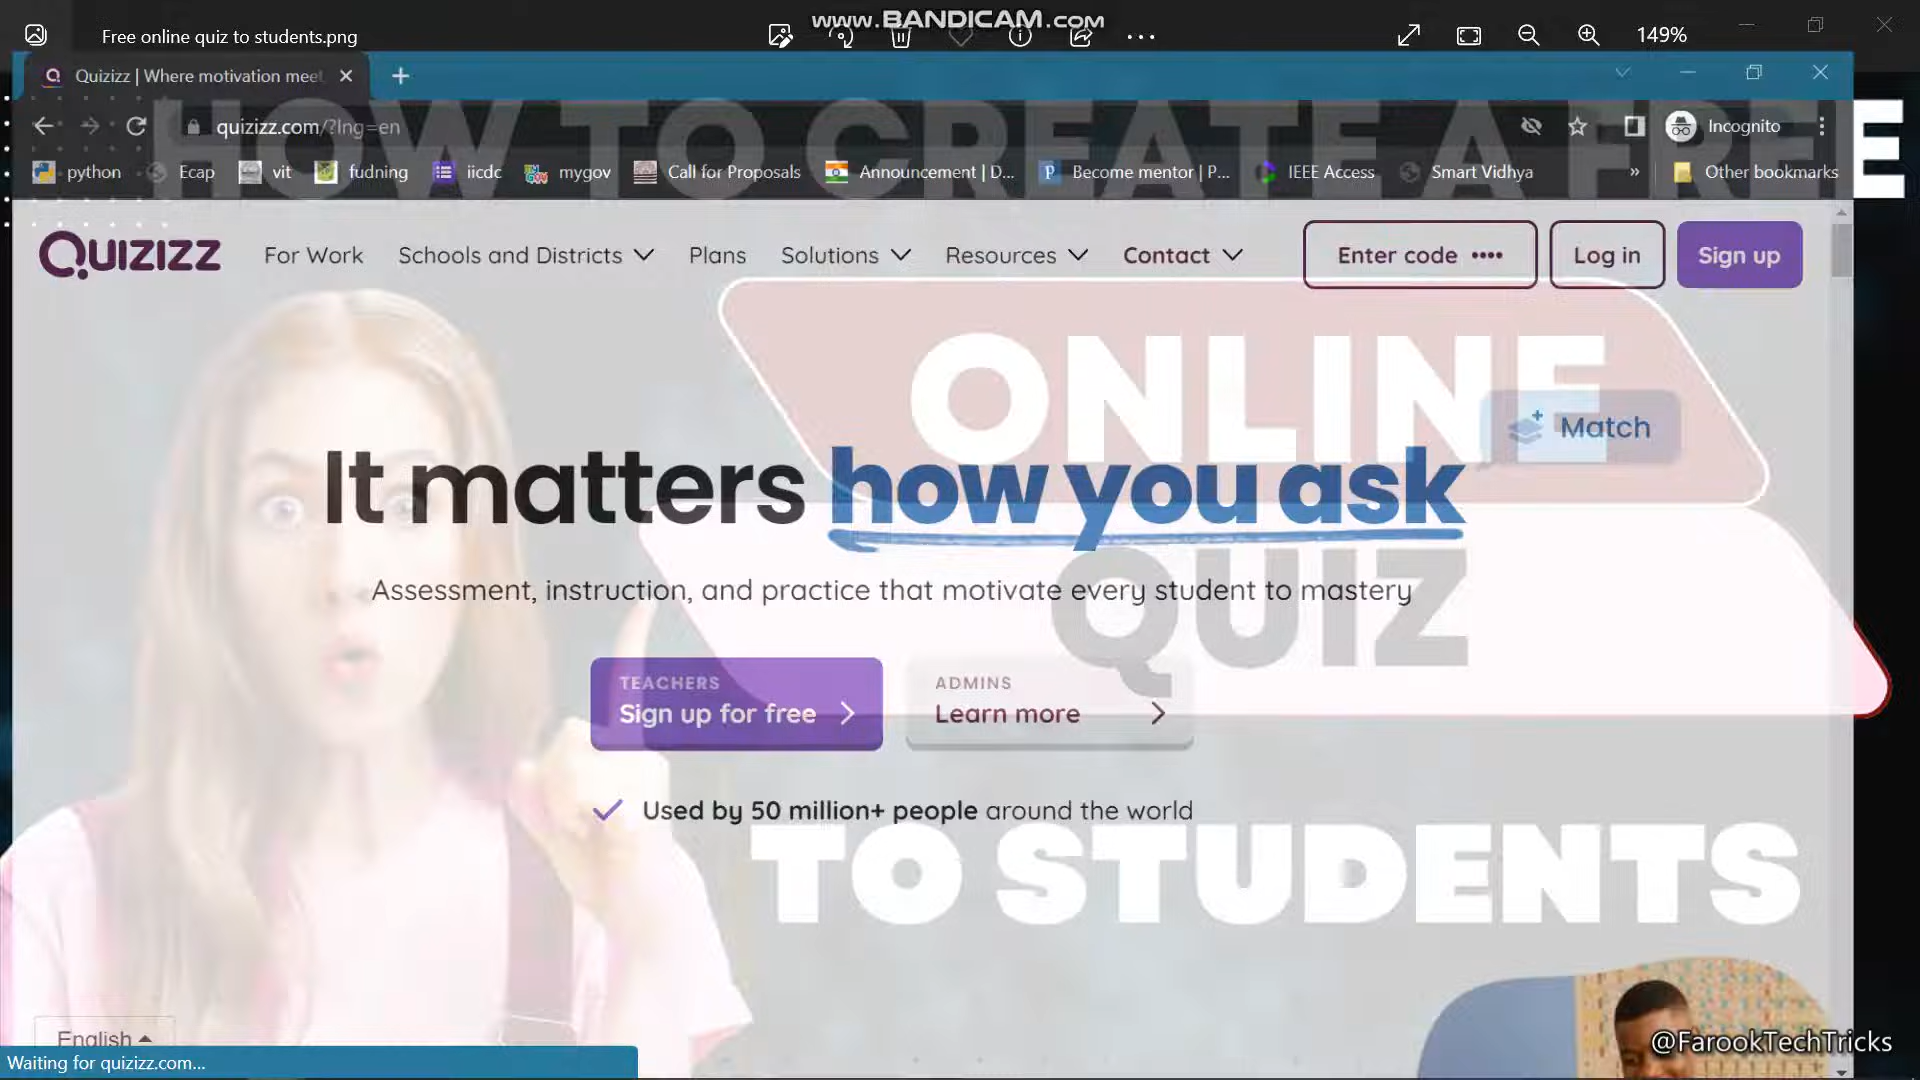 www.BANDICAM.com
Free online quiz to students.png
149%
Quizizz | Where motivation meet
quizizz.com/?lng=en
Incognito
HOW TO CREATE A FREE
python
Ecap
vit
fudning
iicdc
mygov
Call for Proposals
Announcement | D...
Become mentor | P...
IEEE Access
Smart Vidhya
»
Other bookmarks
QUIZIZZ
For Work
Schools and Districts
Plans
Solutions
Resources
Contact
Enter code ••••
Log in
Sign up
ONLINE
Match
It matters how you ask
QUIZ
Assessment, instruction, and practice that motivate every student to mastery
TEACHERS
Sign up for free
ADMINS
Learn more
Used by 50 million+ people around the world
TO STUDENTS
English
@FarookTechTricks
Waiting for quizizz.com...